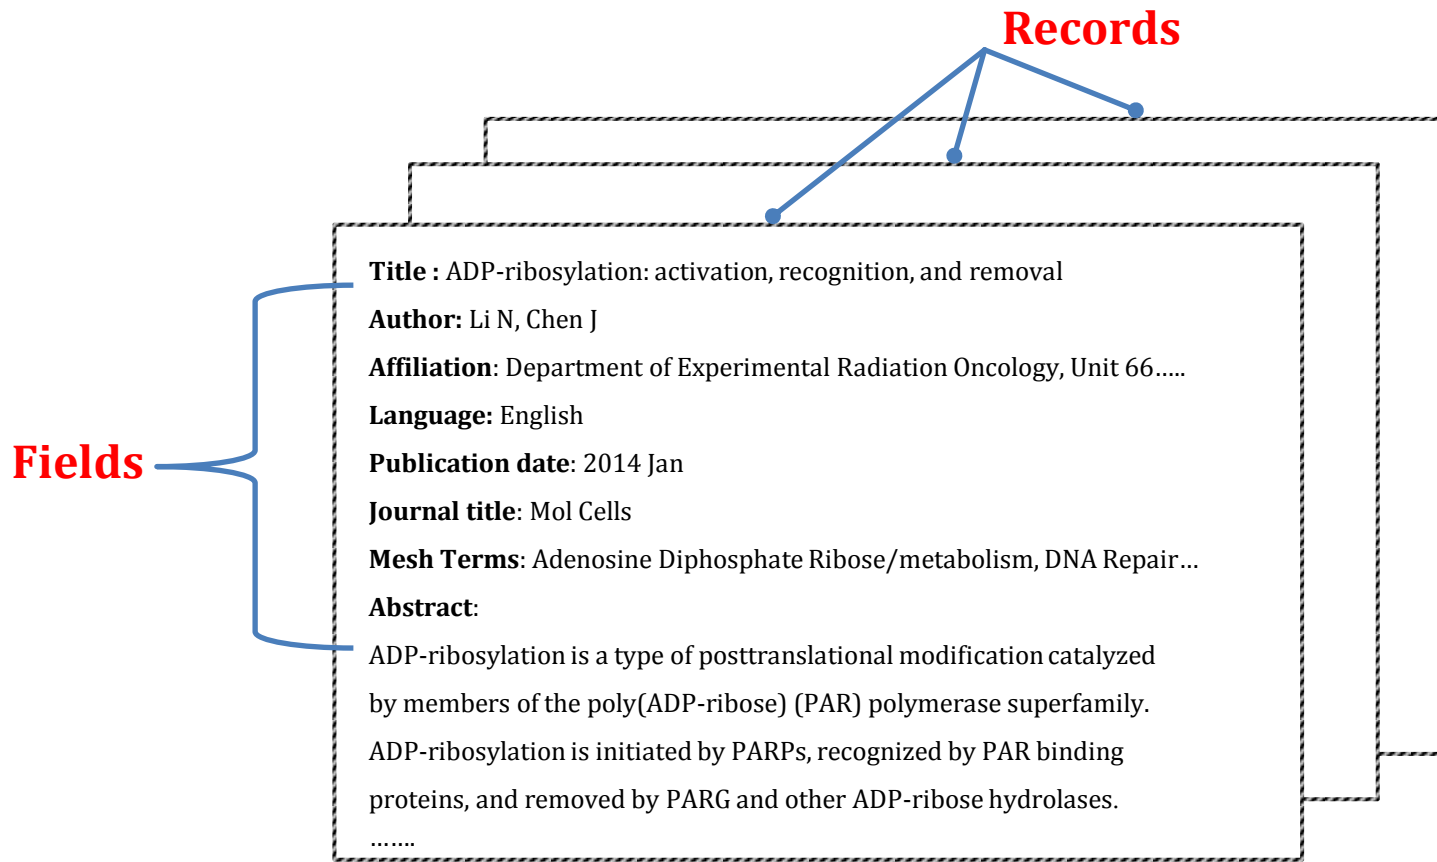 Records
Title : ADP-ribosylation: activation, recognition, and removal
Author: Li N, Chen J
Affiliation: Department of Experimental Radiation Oncology, Unit 66…..
Language: English
Fields
Publication date: 2014 Jan
Journal title: Mol Cells
Mesh Terms: Adenosine Diphosphate Ribose/metabolism, DNA Repair…
Abstract:
ADP-ribosylation is a type of posttranslational modification catalyzed
by members of the poly(ADP-ribose) (PAR) polymerase superfamily.
ADP-ribosylation is initiated by PARPs, recognized by PAR binding
proteins, and removed by PARG and other ADP-ribose hydrolases.
…….